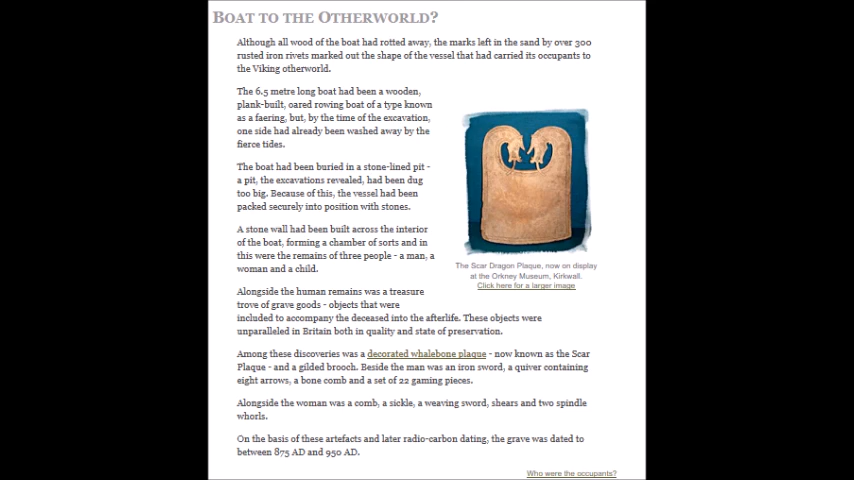 BOAT TO THE OTHERWORLD?
Although all wood of the boat had rotted away, the marks left in the sand by over 300
rusted iron rivets marked out the shape of the vessel that had carried its occupants to
the Viking otherworld.
The 6.5 metre long boat had been a wooden,
plank-built, oared rowing boat of a type known
as a faering, but, by the time of the excavation,
one side had already been washed away by the
fierce tides.
The boat had been buried in a stone-lined pit -
a pit, the excavations revealed, had been dug
too big. Because of this, the vessel had been
packed securely into position with stones.
A stone wall had been built across the interior
of the boat, forming a chamber of sorts and in
this were the remains of three people - a man, a
woman and a child.
The Scar Dragon Plaque, now on display
at the Orkney Museum, Kirkwall.
Click here for a larger image
Alongside the human remains was a treasure
trove of grave goods - objects that were
included to accompany the deceased into the afterlife. These objects were
unparalleled in Britain both in quality and state of preservation.
Among these discoveries was a decorated whalebone plaque - now known as the Scar
Plaque - and a gilded brooch. Beside the man was an iron sword, a quiver containing
eight arrows, a bone comb and a set of 22 gaming pieces.
Alongside the woman was a comb, a sickle, a weaving sword, shears and two spindle
whorls.
On the basis of these artefacts and later radio-carbon dating, the grave was dated to
between 875 AD and 950 AD.
Who were the occupants?